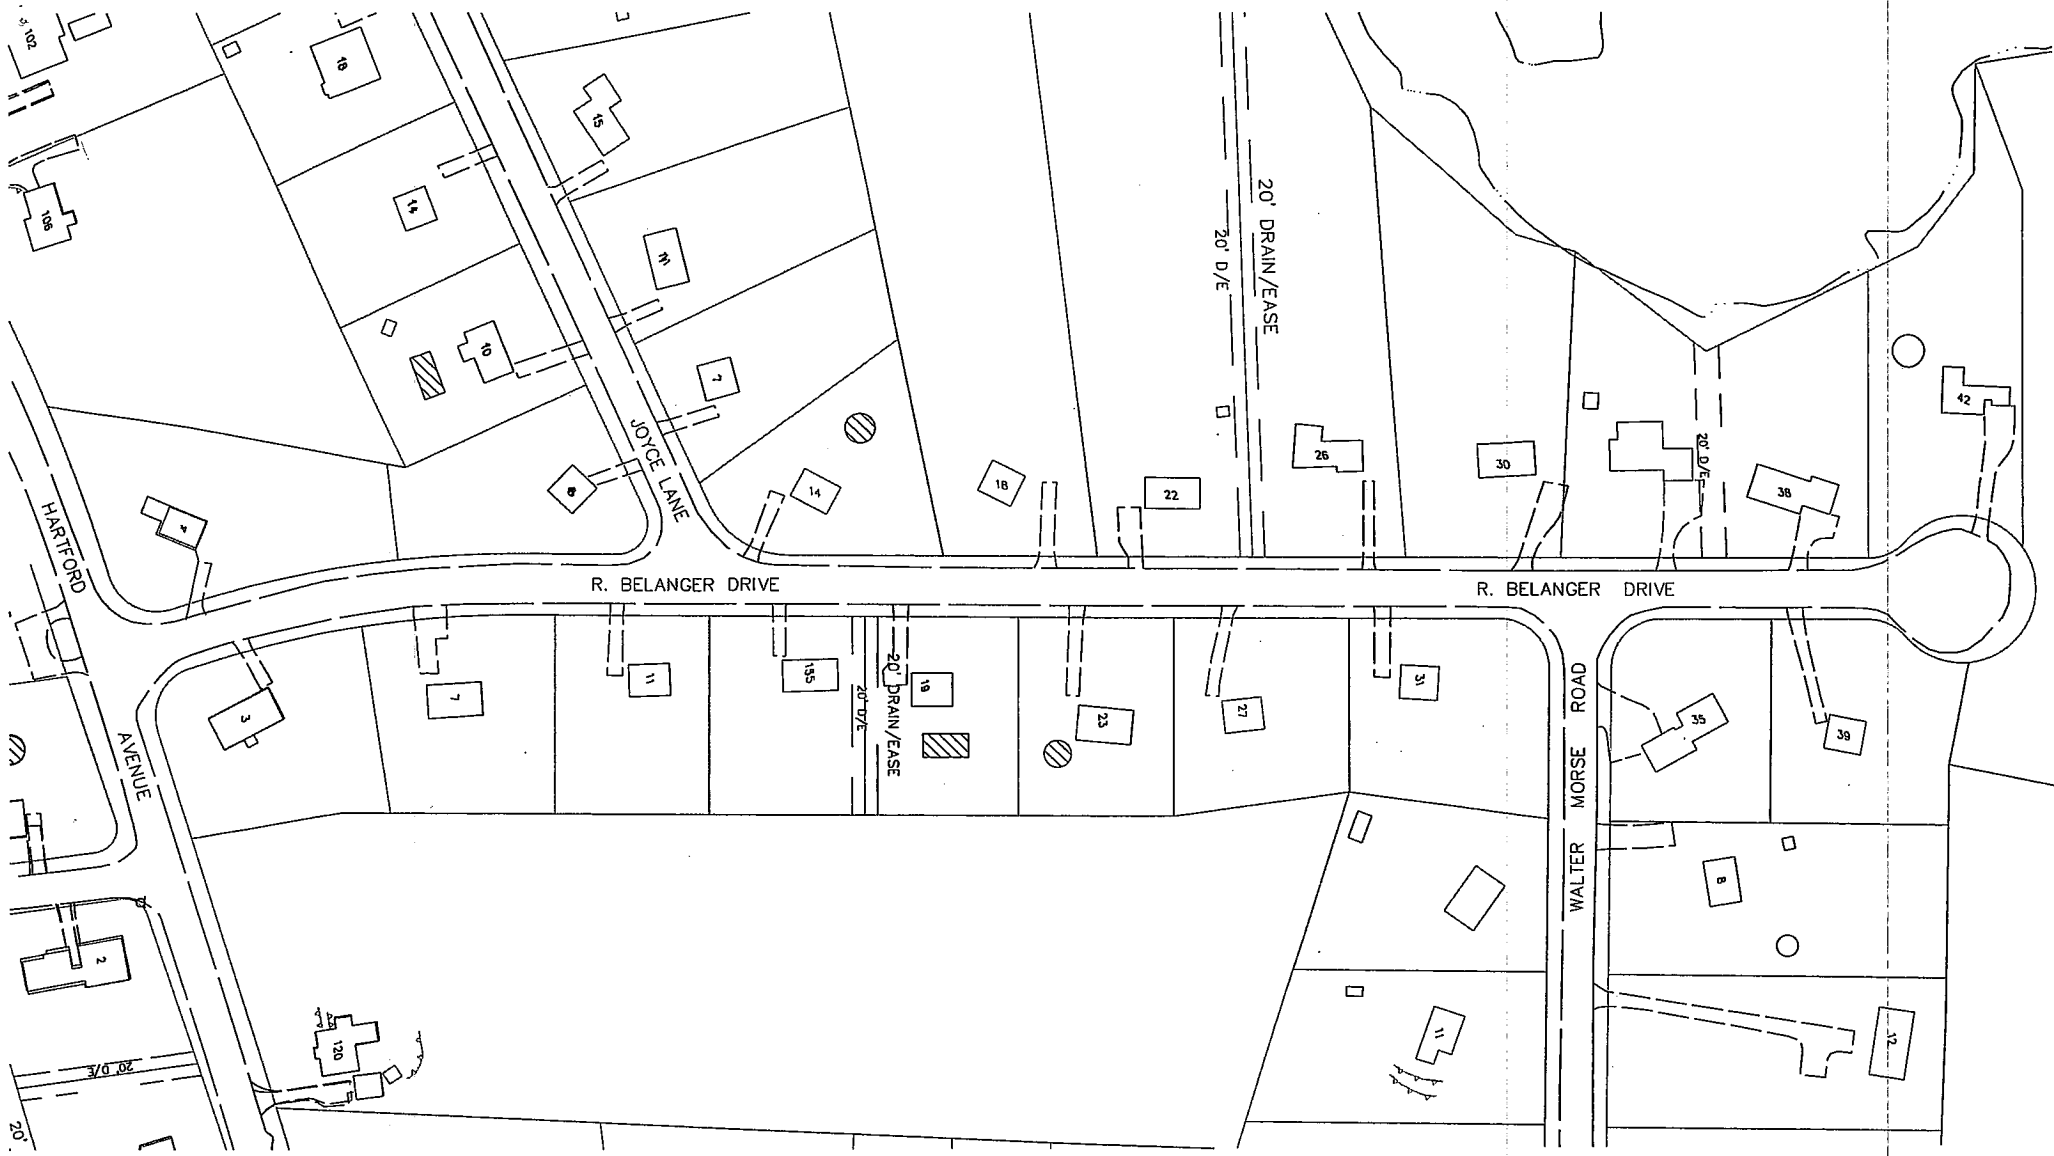 102
18
15
14
106
11
20' DRAIN/EASE
20' D/E
10
7
JOYCE LANE
8
14
18
22
26
30
20' D/E
38
42
HARTFORD
4
R. BELANGER DRIVE
R. BELANGER DRIVE
3
7
11
155
20' D/E
20' DRAIN/EASE
19
23
27
31
WALTER MORSE ROAD
35
39
AVENUE
8
2
120
11
12
20' D/E
20'